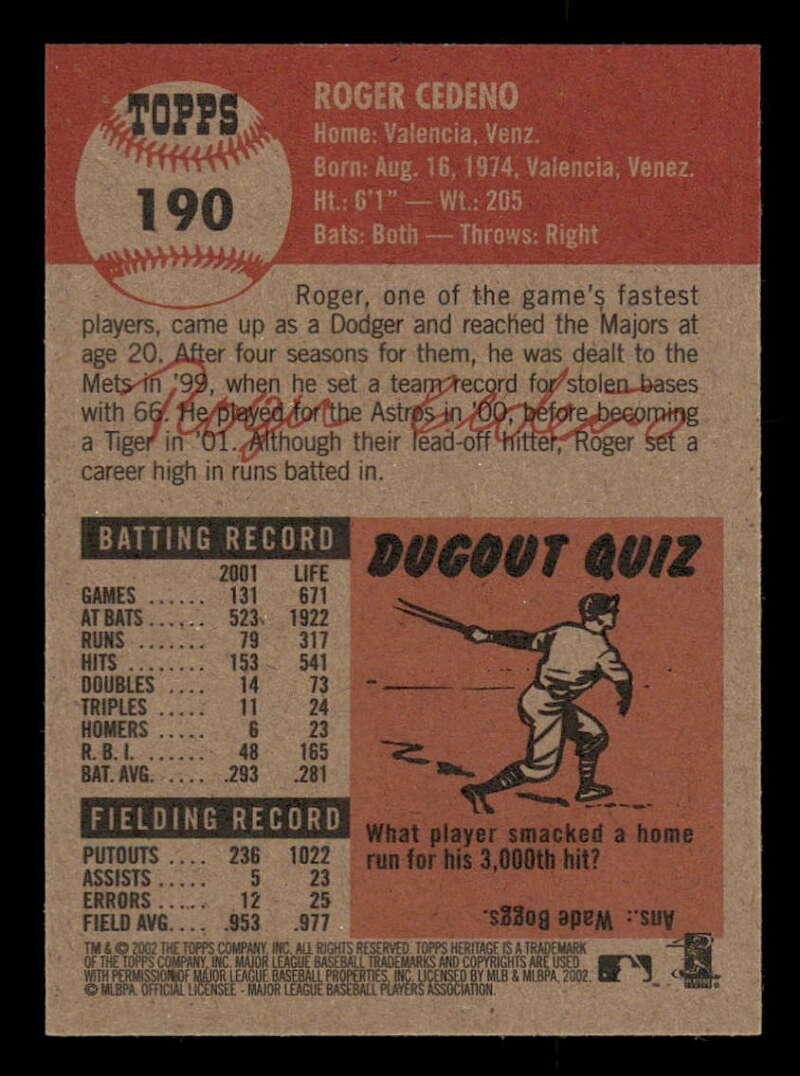 TOPPS
190
ROGER CEDENO
Home: Valencia, Venz.
Born: Aug. 16, 1974, Valencia, Venez.
Ht.: 6'1" — Wt.: 205
Bats: Both — Throws: Right
Roger, one of the game's fastest
players, came up as a Dodger and reached the Majors at
age 20. After four seasons for them, he was dealt to the
Mets in '99, when he set a team record for stolen bases
with 66. He played for the Astros in '00, before becoming
a Tiger in '01. Although their lead-off hitter, Roger set a
career high in runs batted in.
Roger Cedeño
BATTING RECORD
2001 LIFE
GAMES ...... 131 671
AT BATS ...... 523 1922
RUNS ....... 79 317
HITS ........ 153 541
DOUBLES .... 14 73
TRIPLES ..... 11 24
HOMERS ..... 6 23
R.B.I. ...... 48 165
BAT. AVG. ..... .293 .281
FIELDING RECORD
PUTOUTS .... 236 1022
ASSISTS ..... 5 23
ERRORS ..... 12 25
FIELD AVG. ... .953 .977
DUGOUT QUIZ
What player smacked a home
run for his 3,000th hit?
Ans.: Wade Boggs.
TM & © 2002 THE TOPPS COMPANY, INC. ALL RIGHTS RESERVED. TOPPS HERITAGE IS A TRADEMARK
OF THE TOPPS COMPANY, INC. MAJOR LEAGUE BASEBALL TRADEMARKS AND COPYRIGHTS ARE USED
WITH PERMISSION OF MAJOR LEAGUE BASEBALL PROPERTIES, INC. LICENSED BY MLB & MLBPA, 2002.
© MLBPA. OFFICIAL LICENSEE - MAJOR LEAGUE BASEBALL PLAYERS ASSOCIATION.